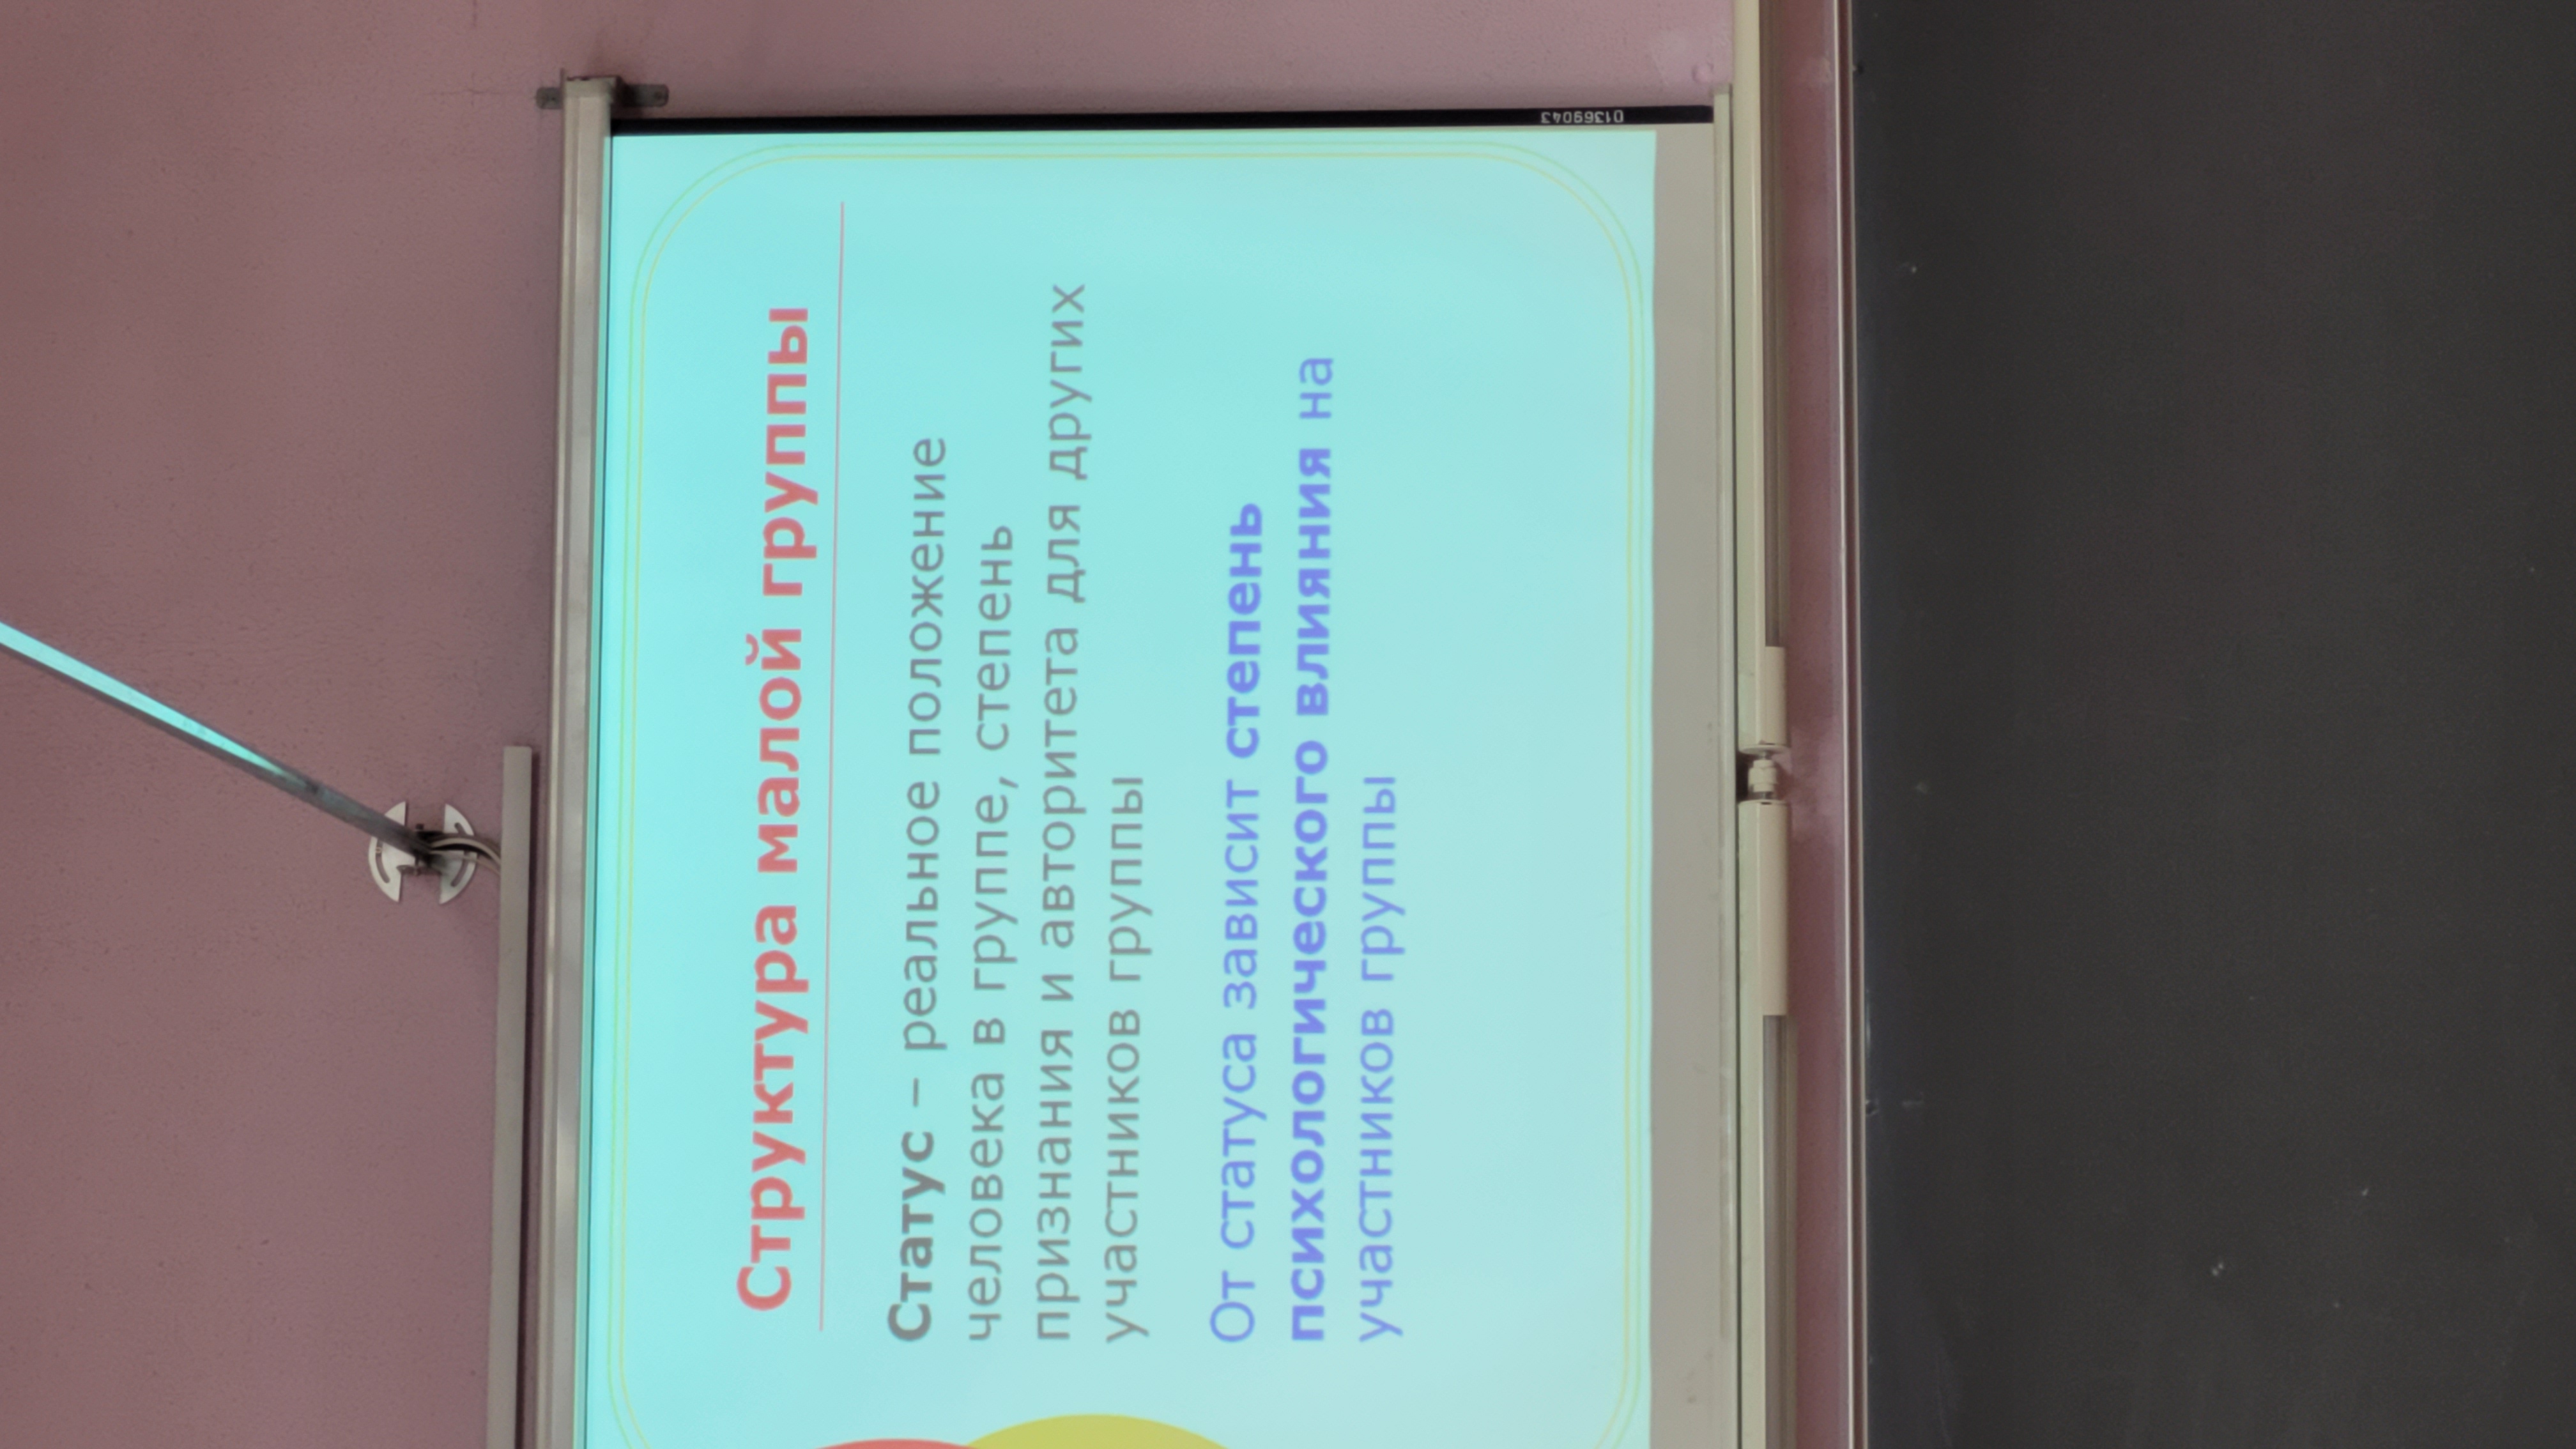 Структура малой группы
Статус – реальное положение
человека в группе, степень
признания и авторитета для других
участников группы
От статуса зависит степень
психологического влияния на
участников группы
01369043